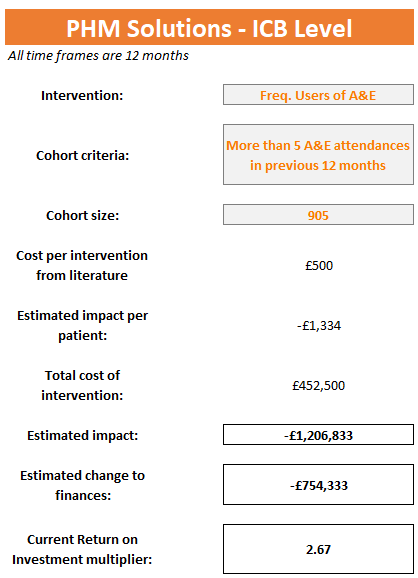 PHM Solutions - ICB Level
All time frames are 12 months
Intervention: Freq. Users of A&E
Cohort criteria: More than 5 A&E attendances
in previous 12 months
Cohort size: 905
Cost per intervention
from literature £500
Estimated impact per
patient: -£1,334
Total cost of
intervention: £452,500
Estimated impact: -£1,206,833
Estimated change to
finances: -£754,333
Current Return on
Investment multiplier: 2.67